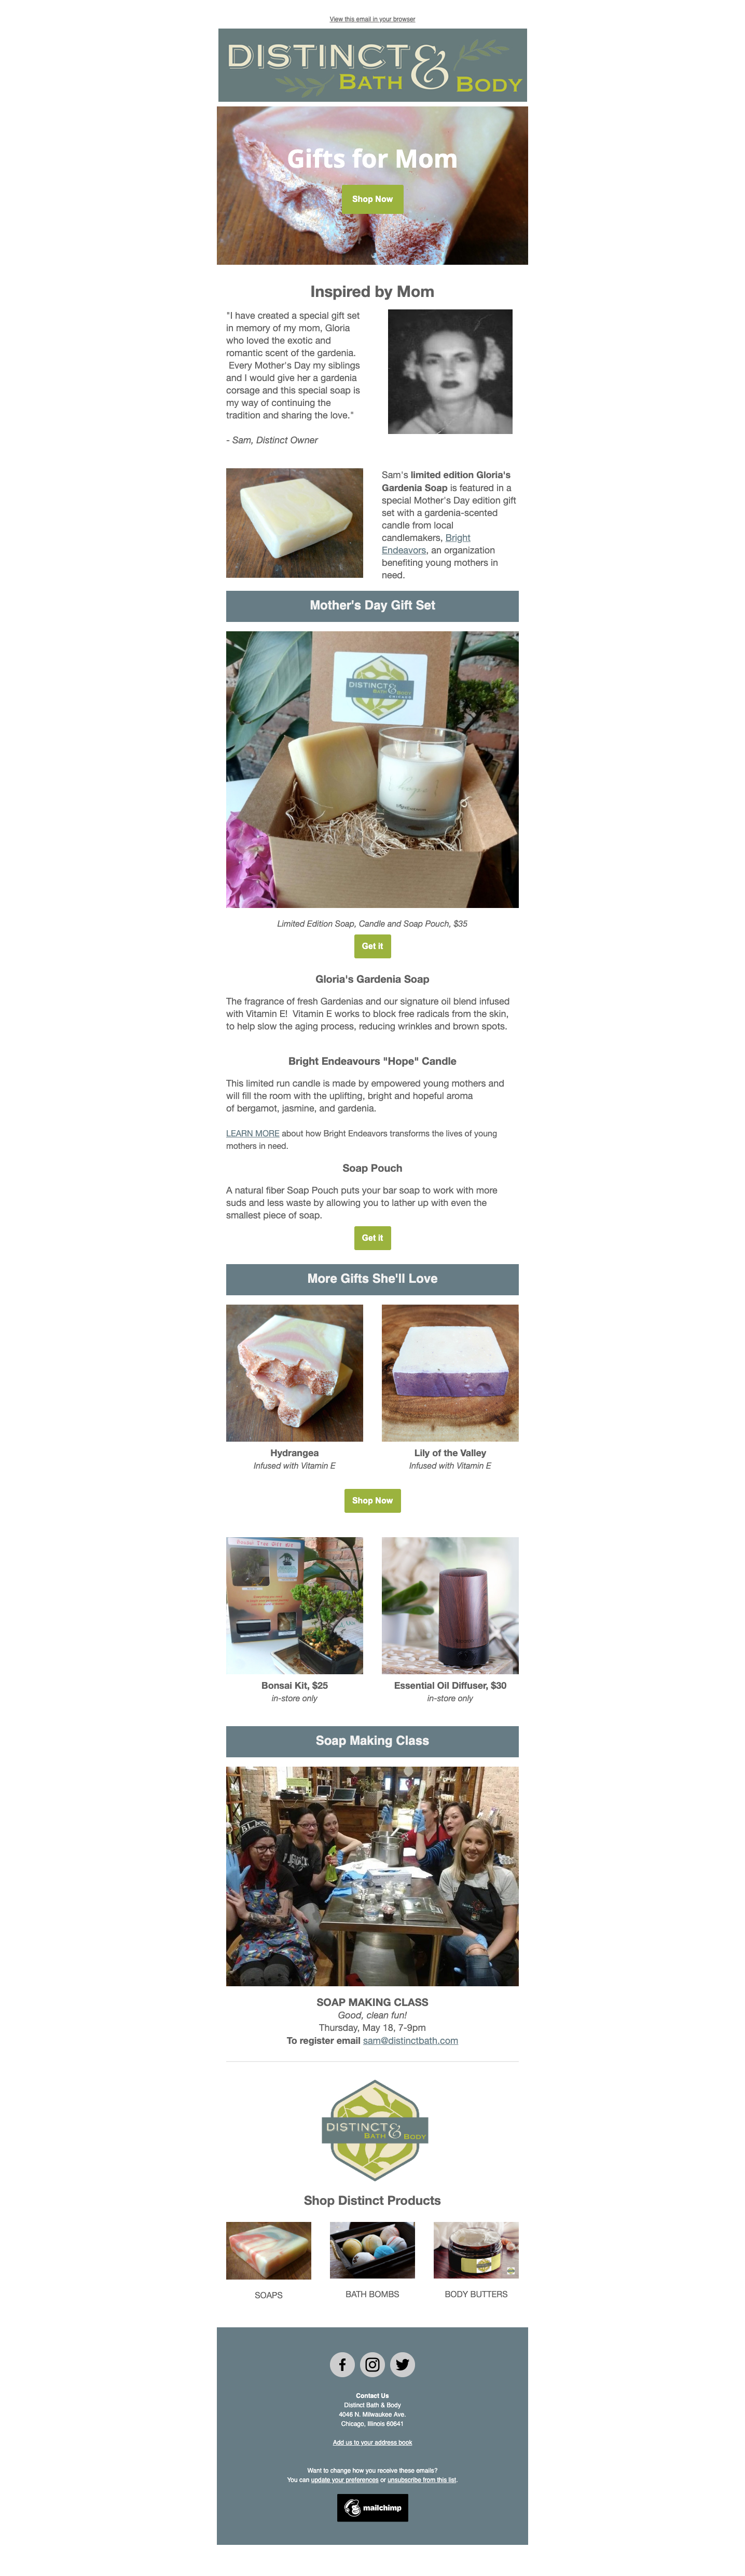 View this email in your browser
DISTINCT &
BATH BODY
Gifts for Mom
Shop Now
Inspired by Mom
"I have created a special gift set
in memory of my mom, Gloria
who loved the exotic and
romantic scent of the gardenia.
Every Mother's Day my siblings
and I would give her a gardenia
corsage and this special soap is
my way of continuing the
tradition and sharing the love."
- Sam, Distinct Owner
Sam's limited edition Gloria's
Gardenia Soap is featured in a
special Mother's Day edition gift
set with a gardenia-scented
candle from local
candlemakers, Bright
Endeavors, an organization
benefiting young mothers in
need.
Mother's Day Gift Set
DISTINCT &
BATH BODY
CHICAGO
hope
Limited Edition Soap, Candle and Soap Pouch, $35
Get it
Gloria's Gardenia Soap
The fragrance of fresh Gardenias and our signature oil blend infused
with Vitamin E! Vitamin E works to block free radicals from the skin,
to help slow the aging process, reducing wrinkles and brown spots.
Bright Endeavours "Hope" Candle
This limited run candle is made by empowered young mothers and
will fill the room with the uplifting, bright and hopeful aroma
of bergamot, jasmine, and gardenia.
LEARN MORE about how Bright Endeavors transforms the lives of young
mothers in need.
Soap Pouch
A natural fiber Soap Pouch puts your bar soap to work with more
suds and less waste by allowing you to lather up with even the
smallest piece of soap.
Get it
More Gifts She'll Love
Hydrangea
Infused with Vitamin E
Lily of the Valley
Infused with Vitamin E
Shop Now
Bonsai Tree Gift Kit
Bonsai Kit, $25
in-store only
Essential Oil Diffuser, $30
in-store only
Soap Making Class
SOAP MAKING CLASS
Good, clean fun!
Thursday, May 18, 7-9pm
To register email sam@distinctbath.com
DISTINCT &
BATH BODY
Shop Distinct Products
SOAPS
BATH BOMBS
BODY BUTTERS
Contact Us
Distinct Bath & Body
4046 N. Milwaukee Ave.
Chicago, Illinois 60641
Add us to your address book
Want to change how you receive these emails?
You can update your preferences or unsubscribe from this list.
mailchimp